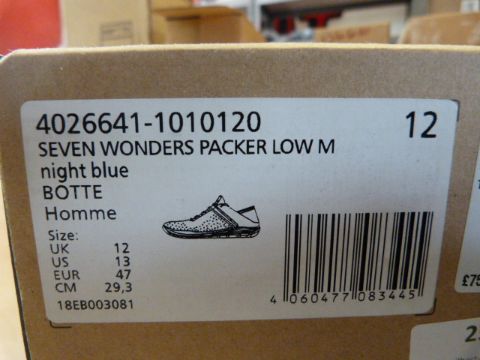 4026641-1010120 12
SEVEN WONDERS PACKER LOW M
night blue
BOTTE
Homme
Size:
UK 12
US 13
EUR 47
CM 29,3
18EB003081
4 060477 083445
£75